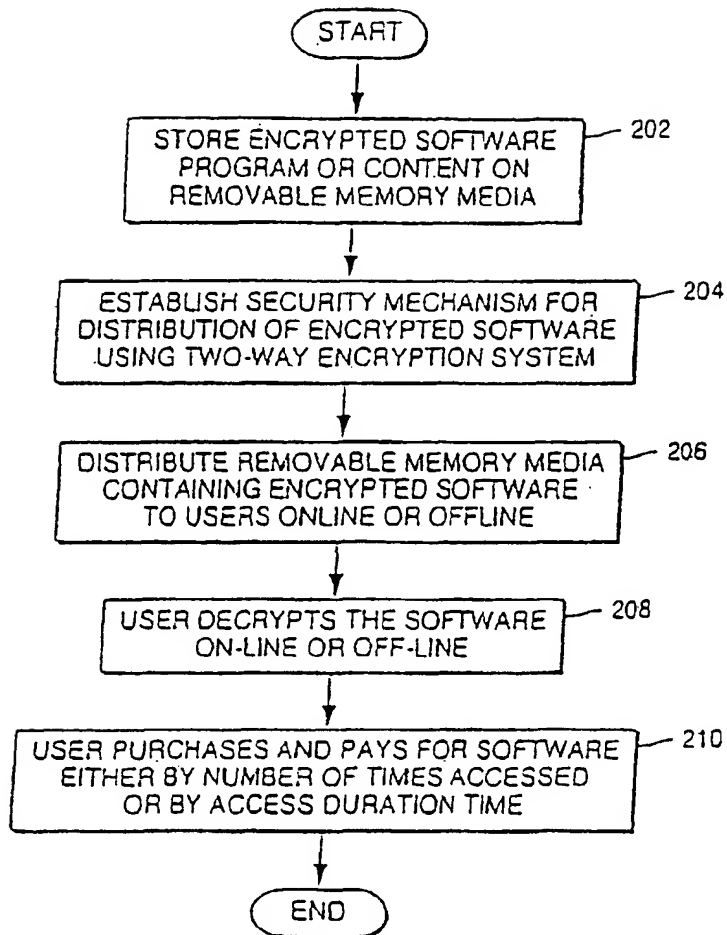 START
STORE ENCRYPTED SOFTWARE
PROGRAM OR CONTENT ON
REMOVABLE MEMORY MEDIA
202
ESTABLISH SECURITY MECHANISM FOR
DISTRIBUTION OF ENCRYPTED SOFTWARE
USING TWO-WAY ENCRYPTION SYSTEM
204
DISTRIBUTE REMOVABLE MEMORY MEDIA
CONTAINING ENCRYPTED SOFTWARE
TO USERS ONLINE OR OFFLINE
206
USER DECRYPTS THE SOFTWARE
ON-LINE OR OFF-LINE
208
USER PURCHASES AND PAYS FOR SOFTWARE
EITHER BY NUMBER OF TIMES ACCESSED
OR BY ACCESS DURATION TIME
210
END